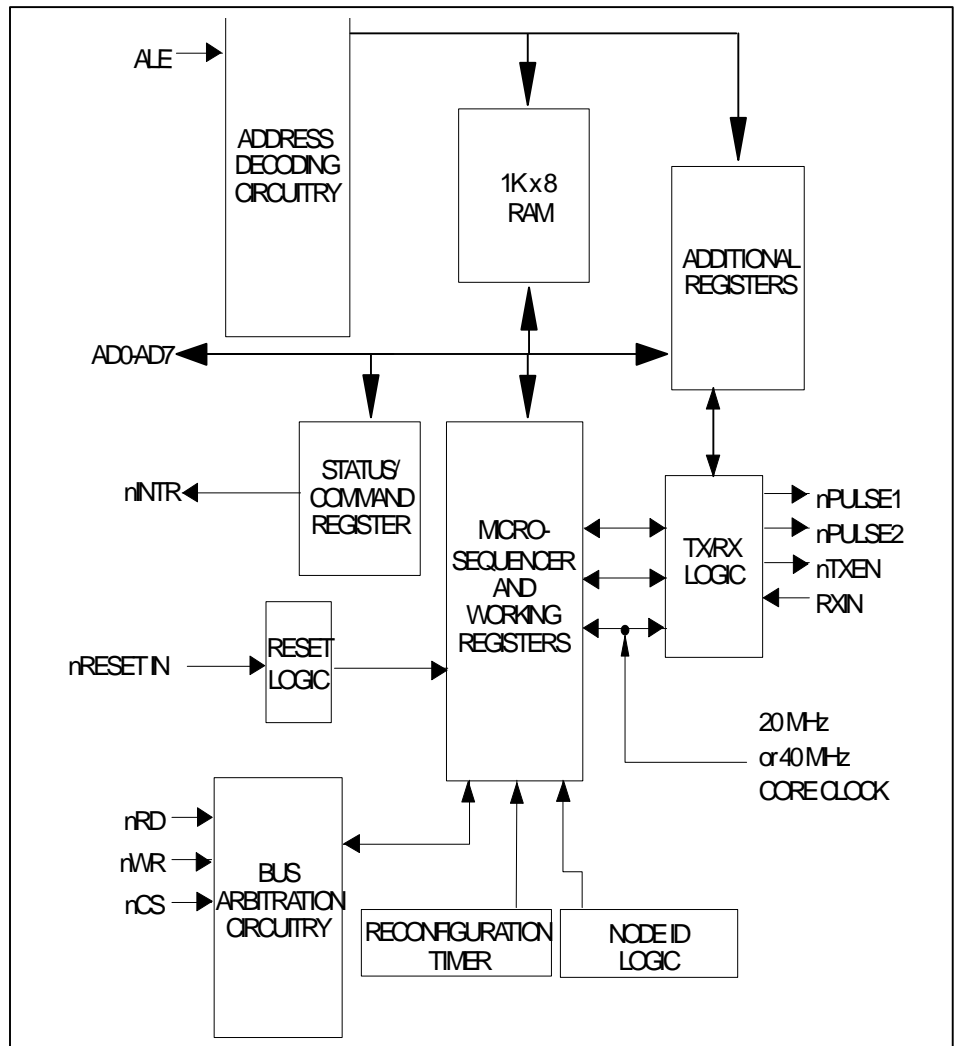 ALE
ADDRESS
DECODING
CIRCUITRY
1K x 8
RAM
ADDITIONAL
REGISTERS
AD0-AD7
STATUS/
COMMAND
REGISTER
nINTR
MICRO-
SEQUENCER
AND
WORKING
REGISTERS
TX/RX
LOGIC
nPULSE1
nPULSE2
nTXEN
RXIN
nRESET IN
RESET
LOGIC
20 MHz
or 40 MHz
CORE CLOCK
nRD
nWR
nCS
BUS
ARBITRATION
CIRCUITRY
RECONFIGURATION
TIMER
NODE ID
LOGIC